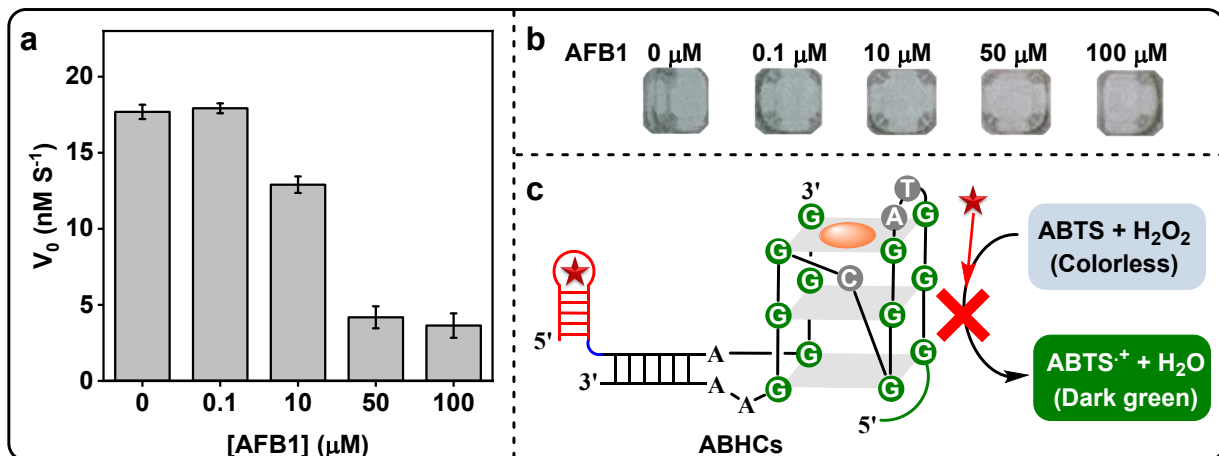 a
20
15
10
5
0
V₀ (nM S⁻¹)
0 0.1 10 50 100
[AFB1] (μM)
b
AFB1 0 μM 0.1 μM 10 μM 50 μM 100 μM
c
3'
T
G A G
G G
C G
G G
G G
G G
5'
A
3' A
A G G
5'
ABHCs
ABTS + H₂O₂
(Colorless)
ABTS·⁺ + H₂O
(Dark green)